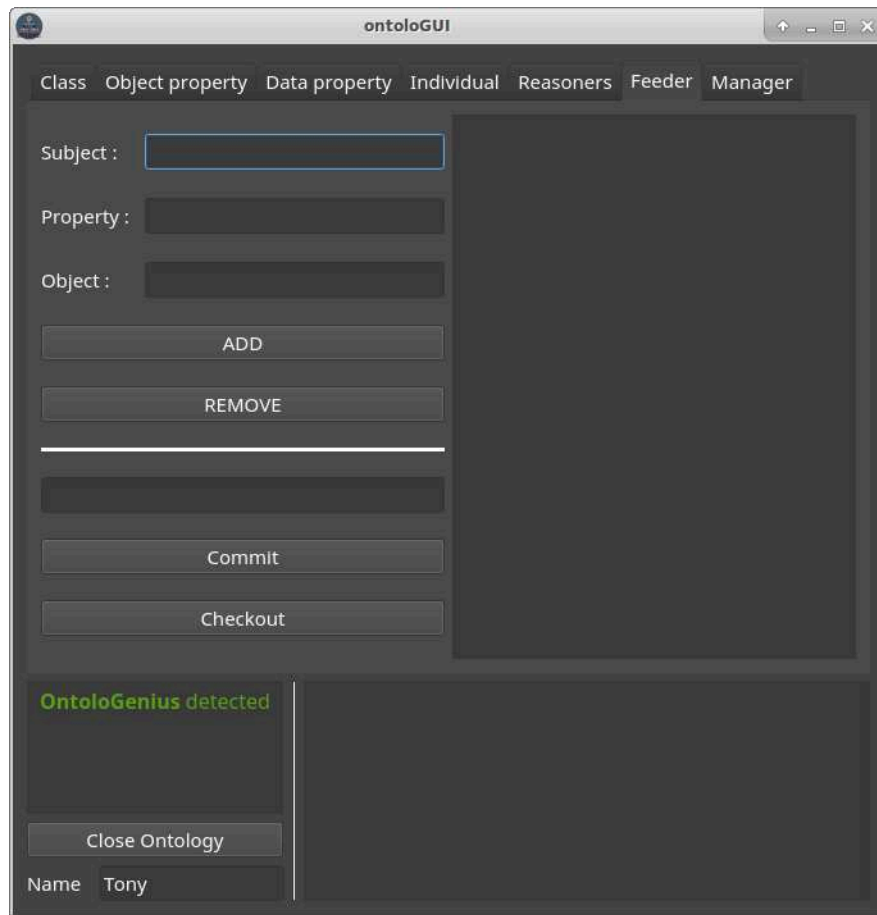 ontoloGUI
Class Object property Data property Individual Reasoners Feeder Manager
Subject :
Property :
Object :
ADD
REMOVE
Commit
Checkout
OntoloGenius detected
Close Ontology
Name Tony